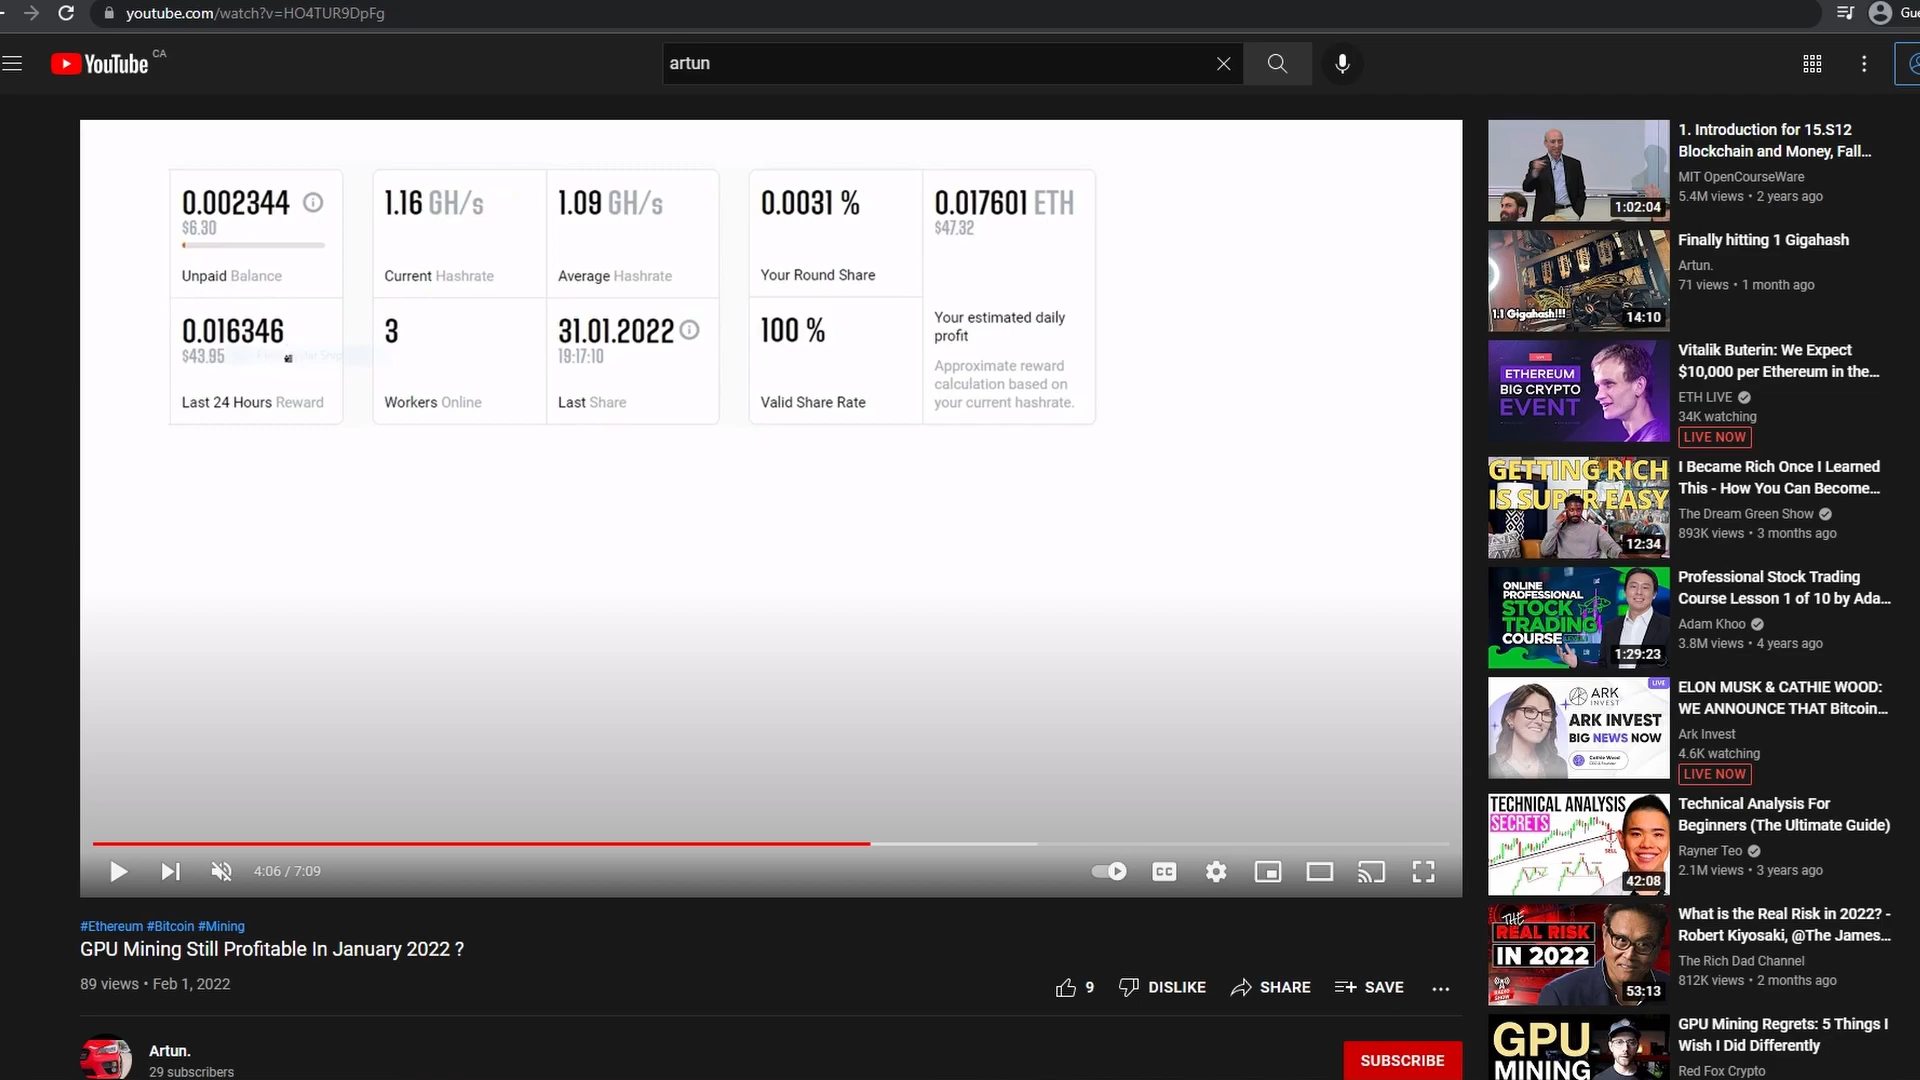 youtube.com/watch?v=HO4TUR9DpFg
Gue
YouTube CA
artun
0.002344
$6.30
Unpaid Balance
1.16 GH/s
Current Hashrate
1.09 GH/s
Average Hashrate
0.0031 %
Your Round Share
0.017601 ETH
$47.32
Your estimated daily
profit
Approximate reward
calculation based on
your current hashrate.
0.016346
$43.95
Last 24 Hours Reward
3
Workers Online
31.01.2022
19:17:10
Last Share
100 %
Valid Share Rate
4:06 / 7:09
CC
#Ethereum #Bitcoin #Mining
GPU Mining Still Profitable In January 2022 ?
89 views • Feb 1, 2022
9
DISLIKE
SHARE
SAVE
Artun.
29 subscribers
SUBSCRIBE
1:02:04
1. Introduction for 15.S12
Blockchain and Money, Fall...
MIT OpenCourseWare
5.4M views • 2 years ago
1.1 Gigahash!!!
14:10
Finally hitting 1 Gigahash
Artun.
71 views • 1 month ago
ETHEREUM
BIG CRYPTO
EVENT
Vitalik Buterin: We Expect
$10,000 per Ethereum in the...
ETH LIVE
34K watching
LIVE NOW
GETTING RICH
IS SUPER EASY
12:34
I Became Rich Once I Learned
This - How You Can Become...
The Dream Green Show
893K views • 3 months ago
ONLINE
PROFESSIONAL
STOCK
TRADING
COURSE
1:29:23
Professional Stock Trading
Course Lesson 1 of 10 by Ada...
Adam Khoo
3.8M views • 4 years ago
LIVE
ARK
INVEST
ARK INVEST
BIG NEWS NOW
Cathie Wood
ELON MUSK & CATHIE WOOD:
WE ANNOUNCE THAT Bitcoin...
Ark Invest
4.6K watching
LIVE NOW
TECHNICAL ANALYSIS
SECRETS
SELL
42:08
Technical Analysis For
Beginners (The Ultimate Guide)
Rayner Teo
2.1M views • 3 years ago
THE
REAL RISK
IN 2022
RADIO
SHOW
53:13
What is the Real Risk in 2022? -
Robert Kiyosaki, @The James...
The Rich Dad Channel
812K views • 2 months ago
GPU
MINING
GPU Mining Regrets: 5 Things I
Wish I Did Differently
Red Fox Crypto